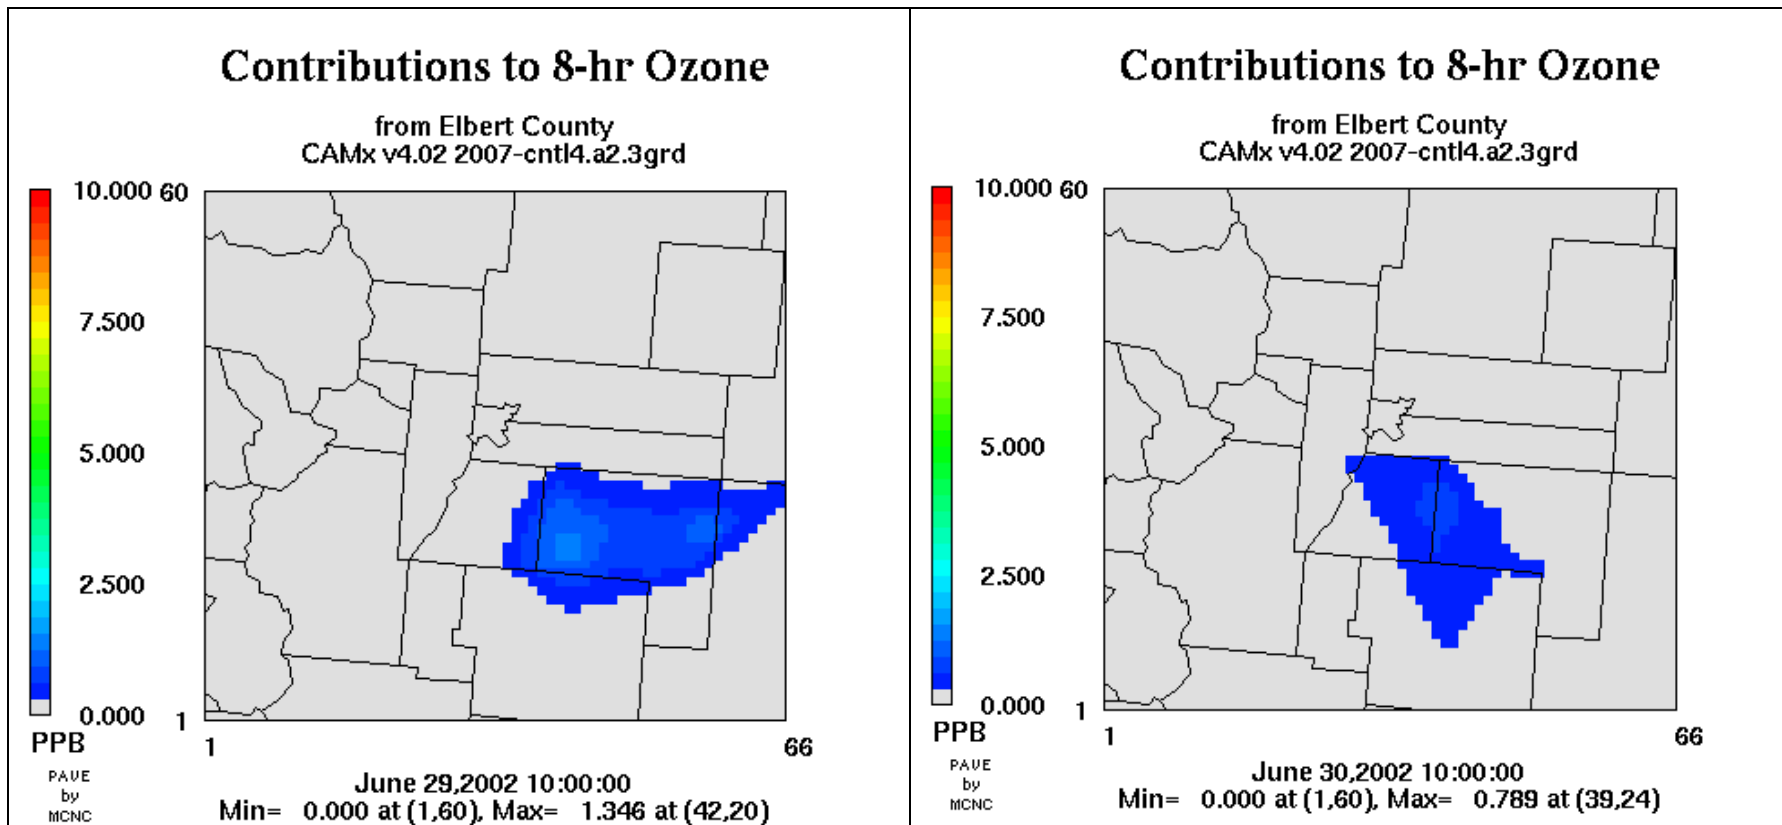 Contributions to 8-hr Ozone
from Elbert County
CAMx v4.02 2007-cntl4.a2.3grd
10.000 60
7.500
5.000
2.500
0.000 1
PPB 1 66
PAVE
by
MCNC
June 29,2002 10:00:00
Min= 0.000 at (1,60), Max= 1.346 at (42,20)
Contributions to 8-hr Ozone
from Elbert County
CAMx v4.02 2007-cntl4.a2.3grd
10.000 60
7.500
5.000
2.500
0.000 1
PPB 1 66
PAVE
by
MCNC
June 30,2002 10:00:00
Min= 0.000 at (1,60), Max= 0.789 at (39,24)